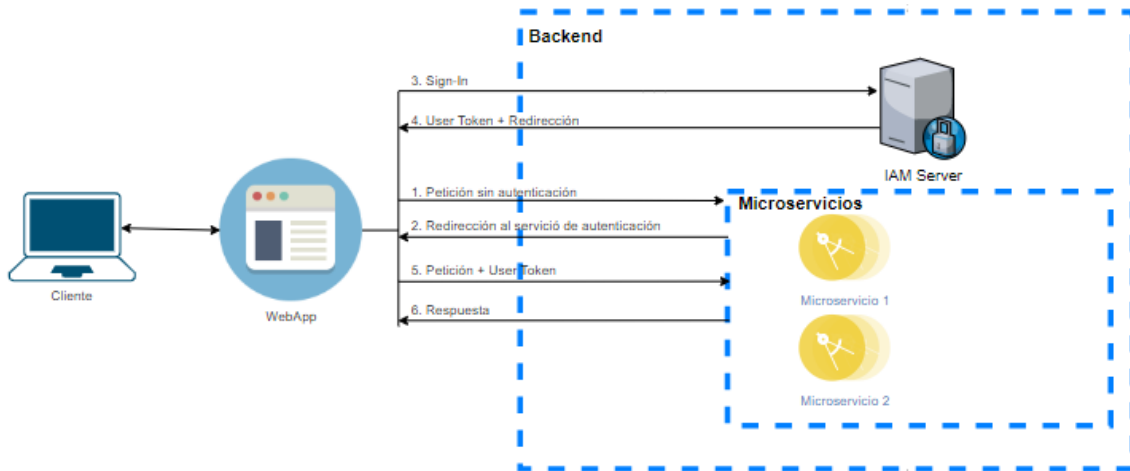 Backend
3. Sign-In
4. User Token + Redirección
IAM Server
1. Petición sin autenticación
Microservicios
2. Redirección al servició de autenticación
5. Petición + User Token
Microservicio 1
Cliente
WebApp
6. Respuesta
Microservicio 2